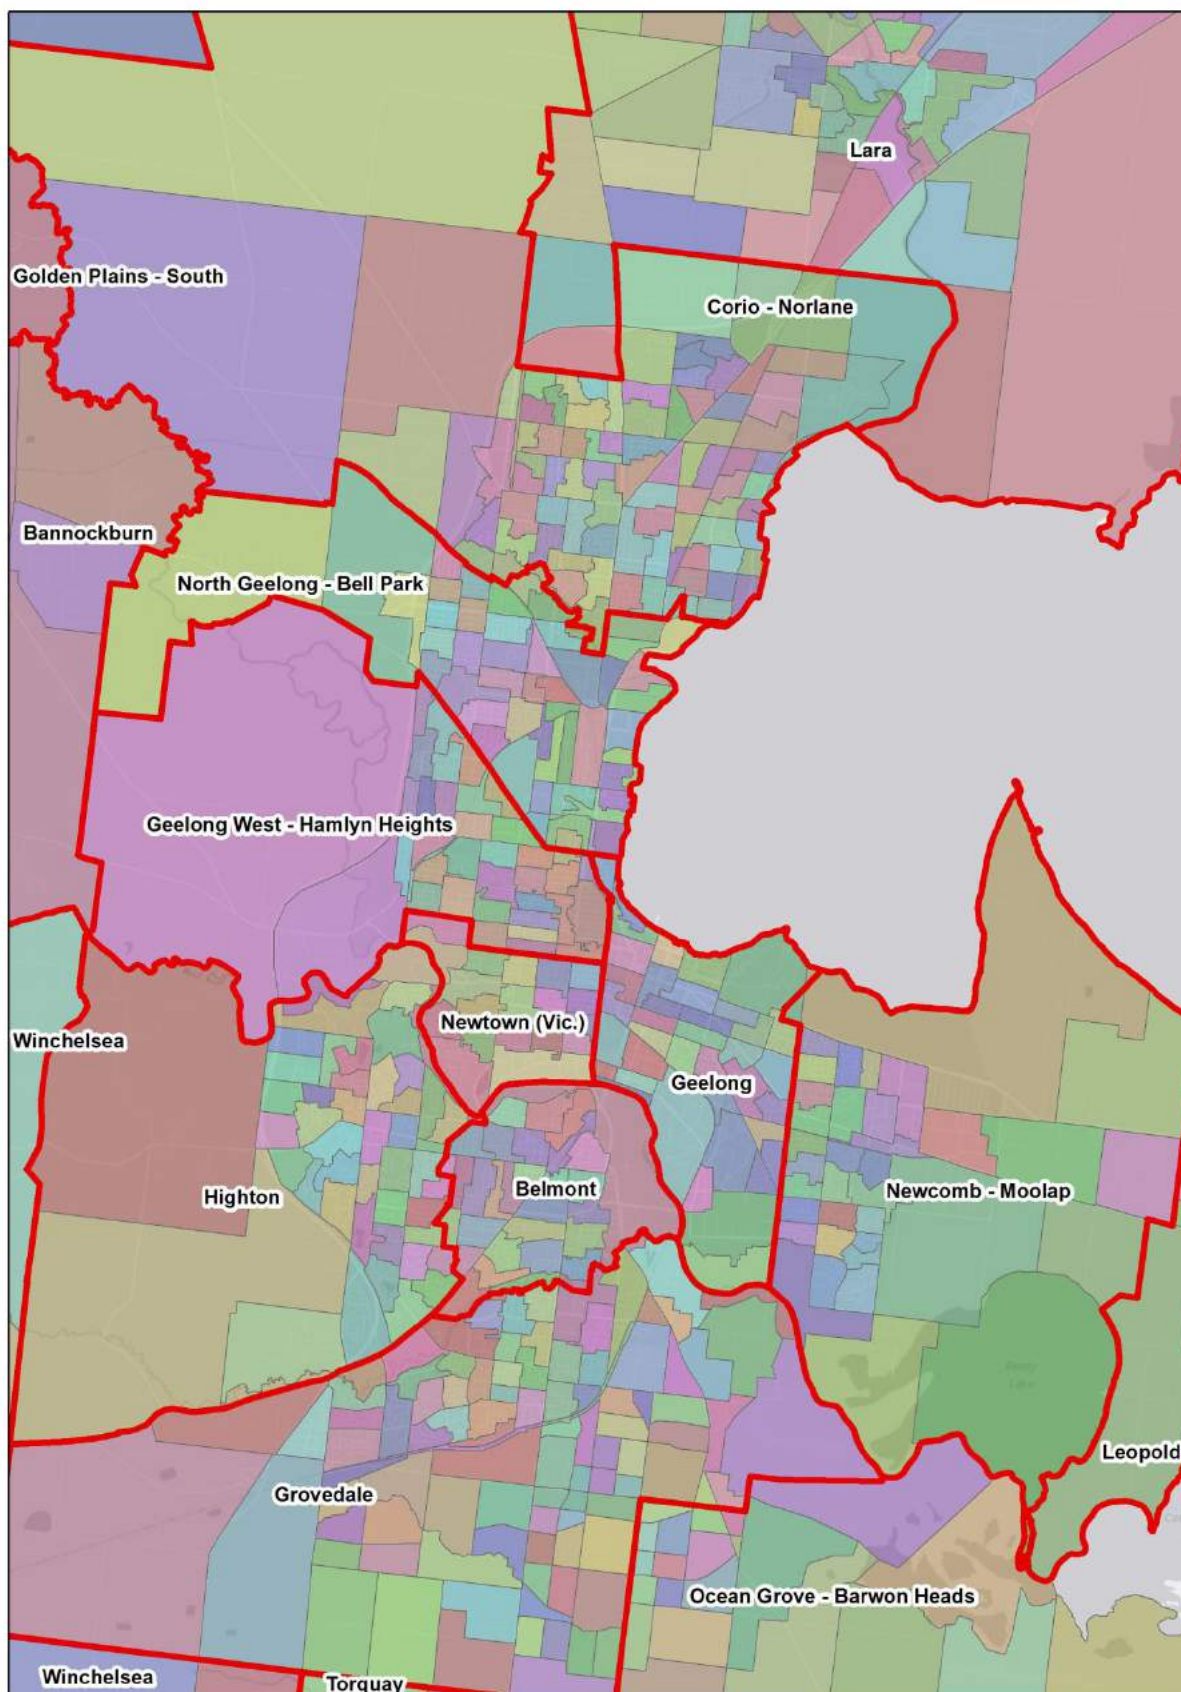 Lara
Golden Plains - South
Corio - Norlane
Bannockburn
North Geelong - Bell Park
Geelong West - Hamlyn Heights
Newtown (Vic.)
Winchelsea
Geelong
Belmont
Highton
Newcomb - Moolap
Leopold
Grovedale
Ocean Grove - Barwon Heads
Winchelsea
Torquay